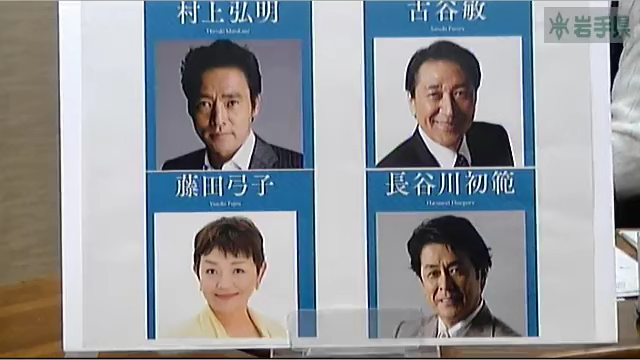 岩手県
村上弘明
古谷敏
藤田弓子
長谷川初範